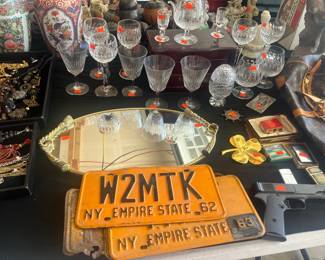 W2MTK
NY EMPIRE STATE 62
NY EMPIRE STATE 63